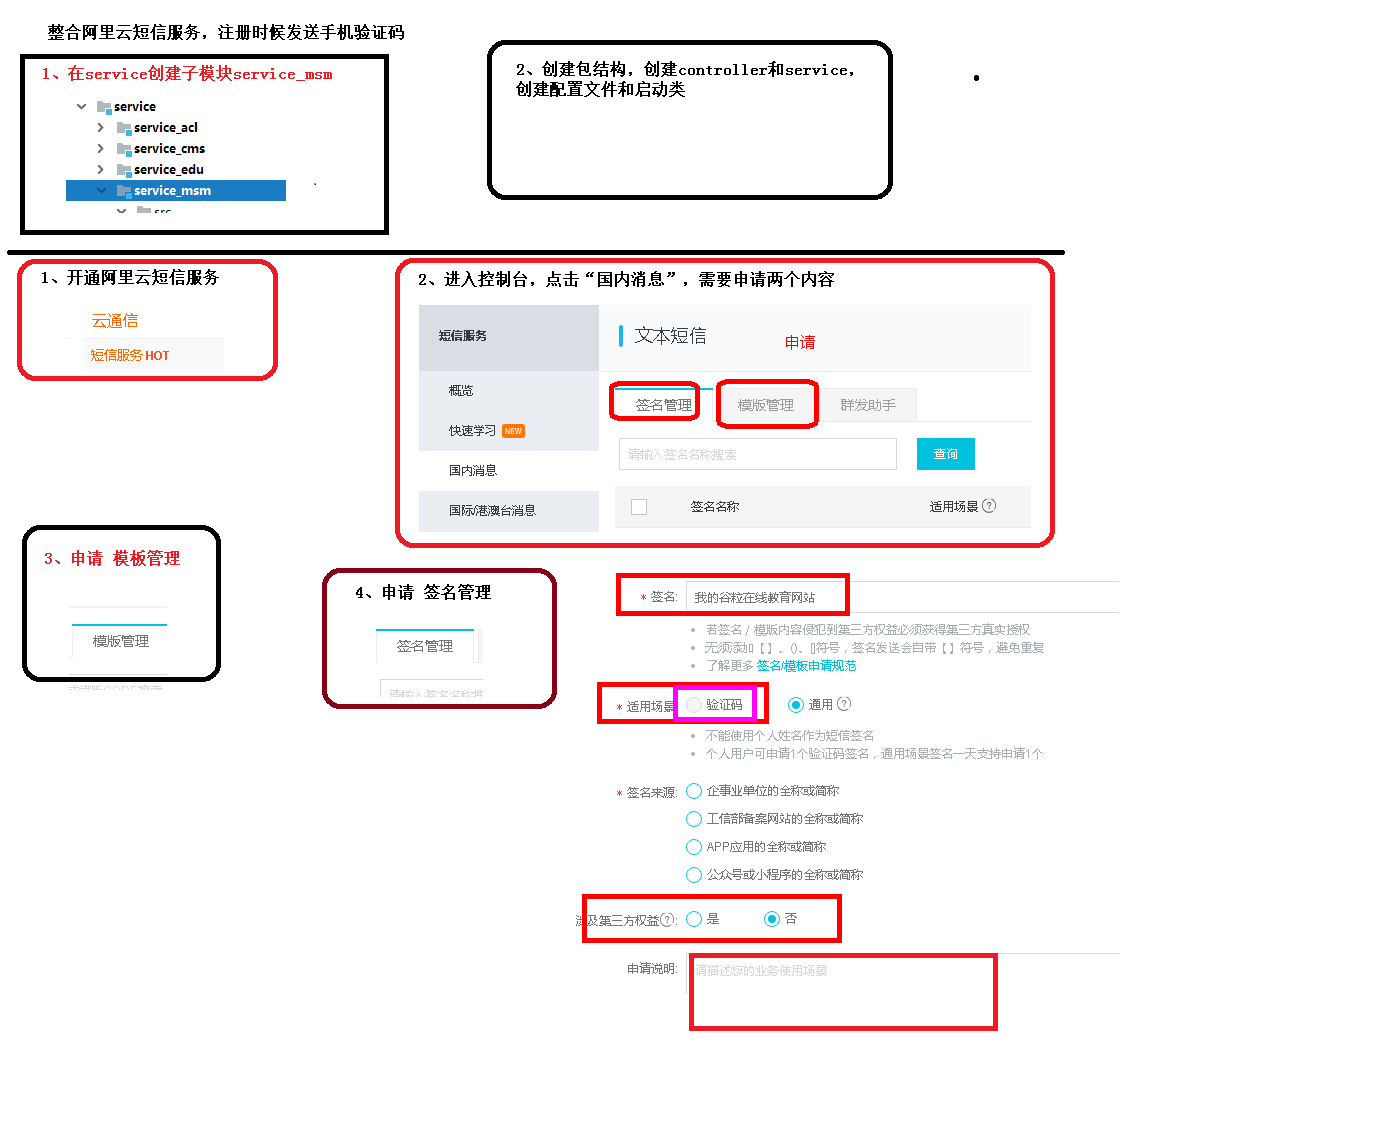 整合阿里云短信服务，注册时候发送手机验证码
1、在service创建子模块service_msm
service
service_acl
service_cms
service_edu
service_msm
src
2、创建包结构，创建controller和service，
创建配置文件和启动类
1、开通阿里云短信服务
云通信
短信服务 HOT
2、进入控制台，点击“国内消息”，需要申请两个内容
短信服务
文本短信
申请
概览
快速学习 NEW
国内消息
国际/港澳台消息
签名管理
模版管理
群发助手
请输入签名名称搜索
查询
签名名称
适用场景 ?
3、申请 模板管理
模版管理
或模版CODE搜索
4、申请 签名管理
签名管理
请输入签名名称搜
* 签名: 我的谷粒在线教育网站
• 若签名 / 模版内容侵犯到第三方权益必须获得第三方真实授权
• 无须添加【】、()、[]符号，签名发送会自带【】符号，避免重复
• 了解更多 签名/模板申请规范
* 适用场景 验证码 通用 ?
• 不能使用个人姓名作为短信签名
• 个人用户可申请1个验证码签名，通用场景签名一天支持申请1个
* 签名来源: 企事业单位的全称或简称
工信部备案网站的全称或简称
APP应用的全称或简称
公众号或小程序的全称或简称
涉及第三方权益?: 是 否
申请说明: 请描述您的业务使用场景